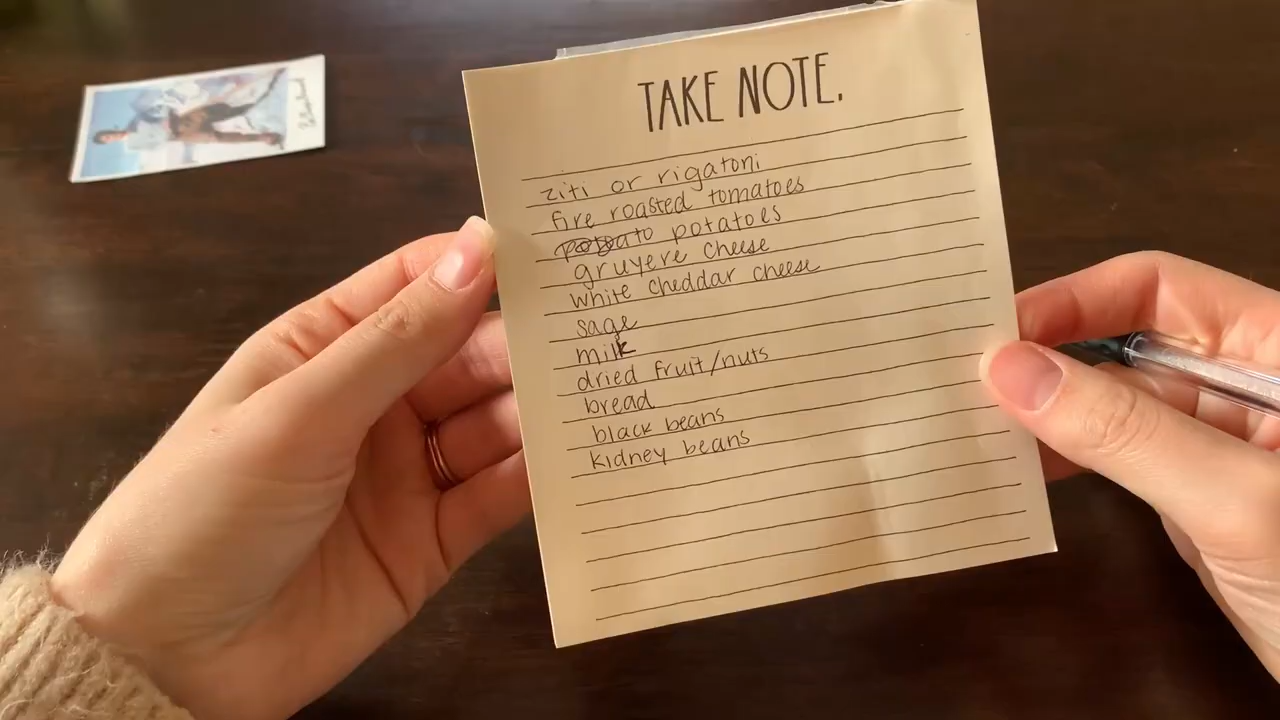 TAKE NOTE.
ziti or rigatoni
fire roasted tomatoes
potatoes
gruyere cheese
white cheddar cheese
sage
milk
dried fruit/nuts
bread
black beans
kidney beans